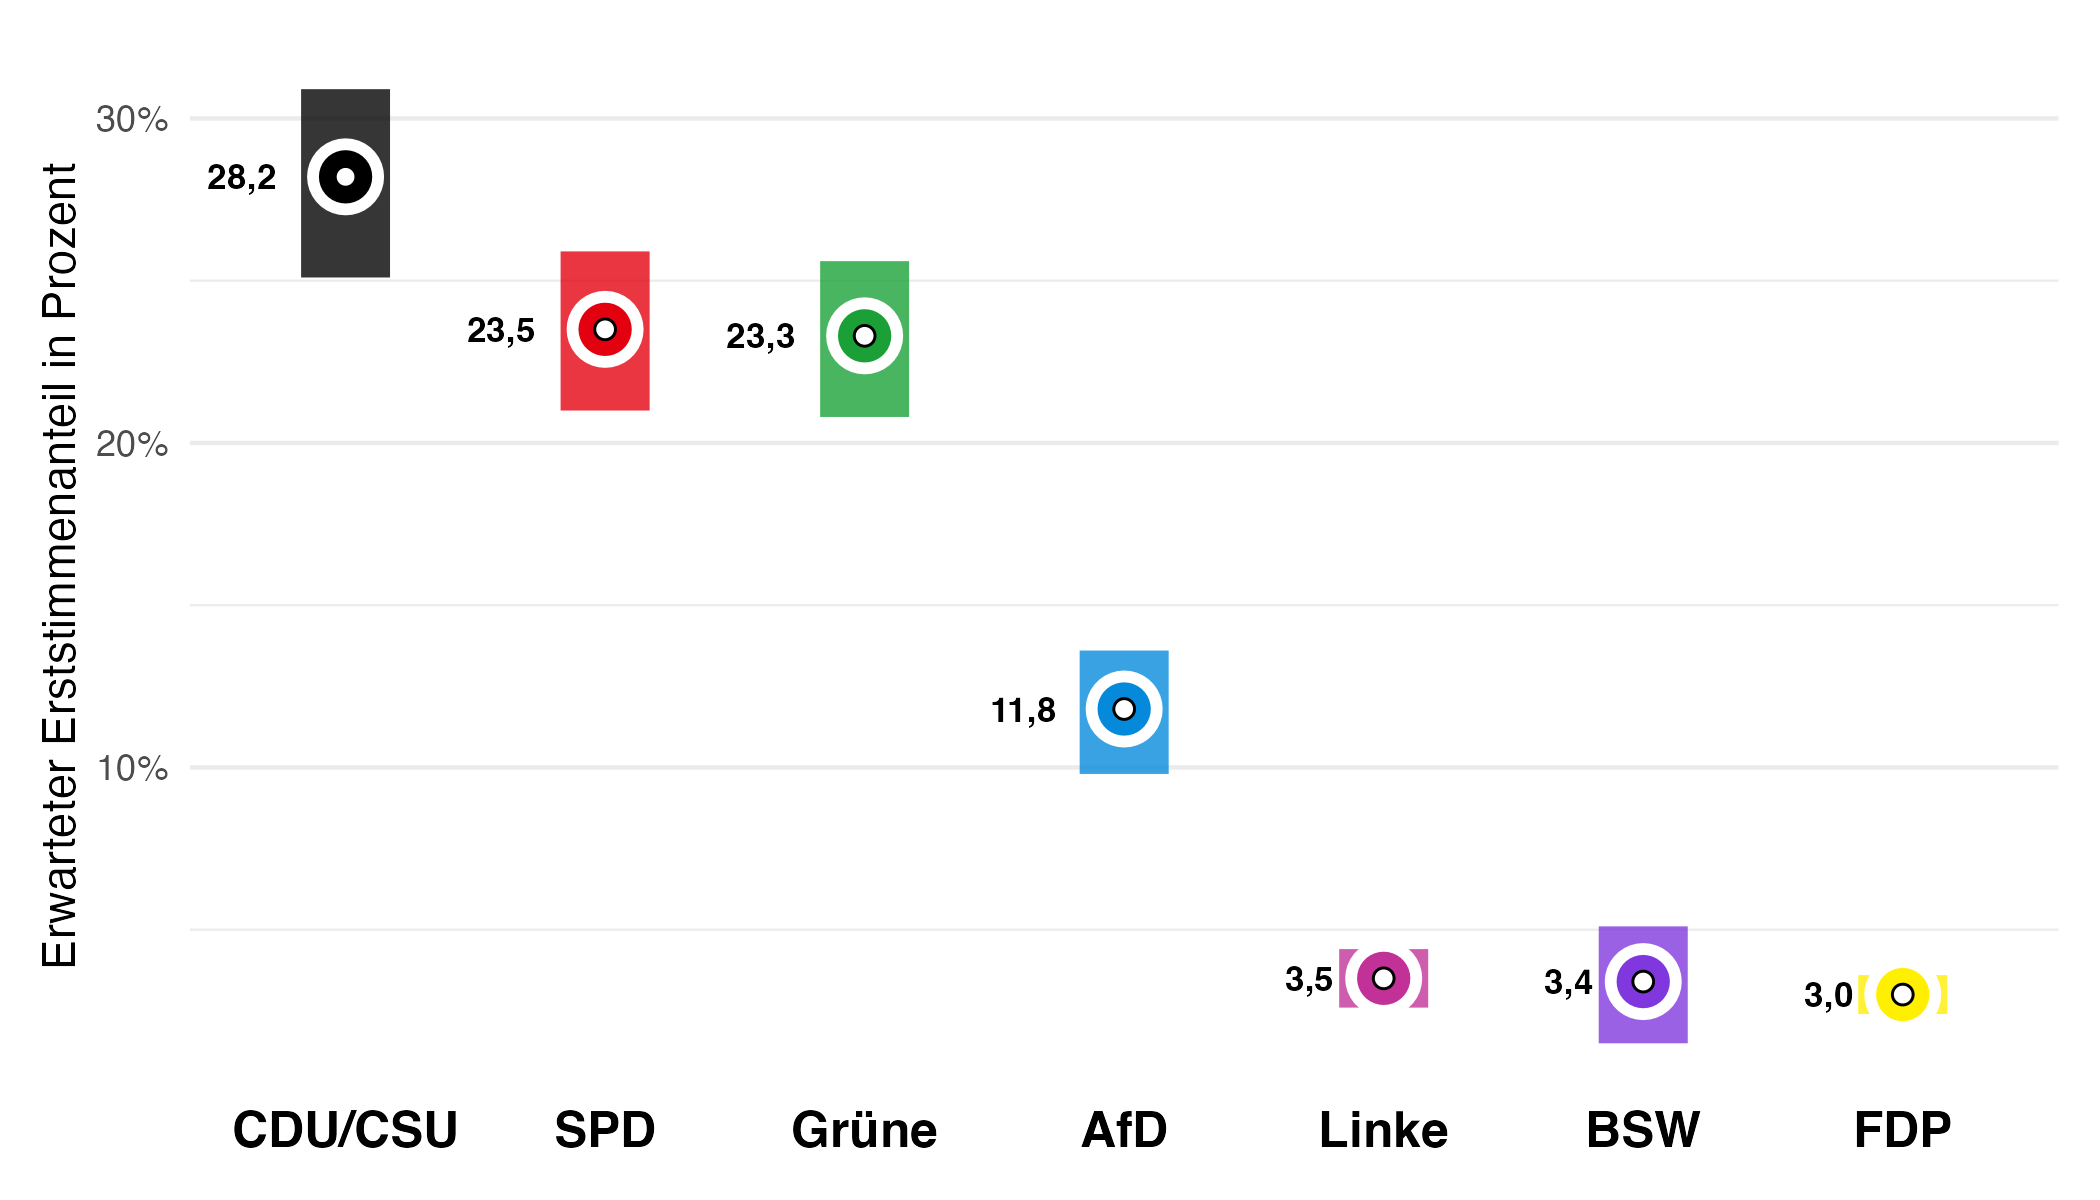 Erwarteter Erststimmenanteil in Prozent
30%
20%
10%
28,2
23,5
23,3
11,8
3,5
3,4
3,0
CDU/CSU
SPD
Grüne
AfD
Linke
BSW
FDP